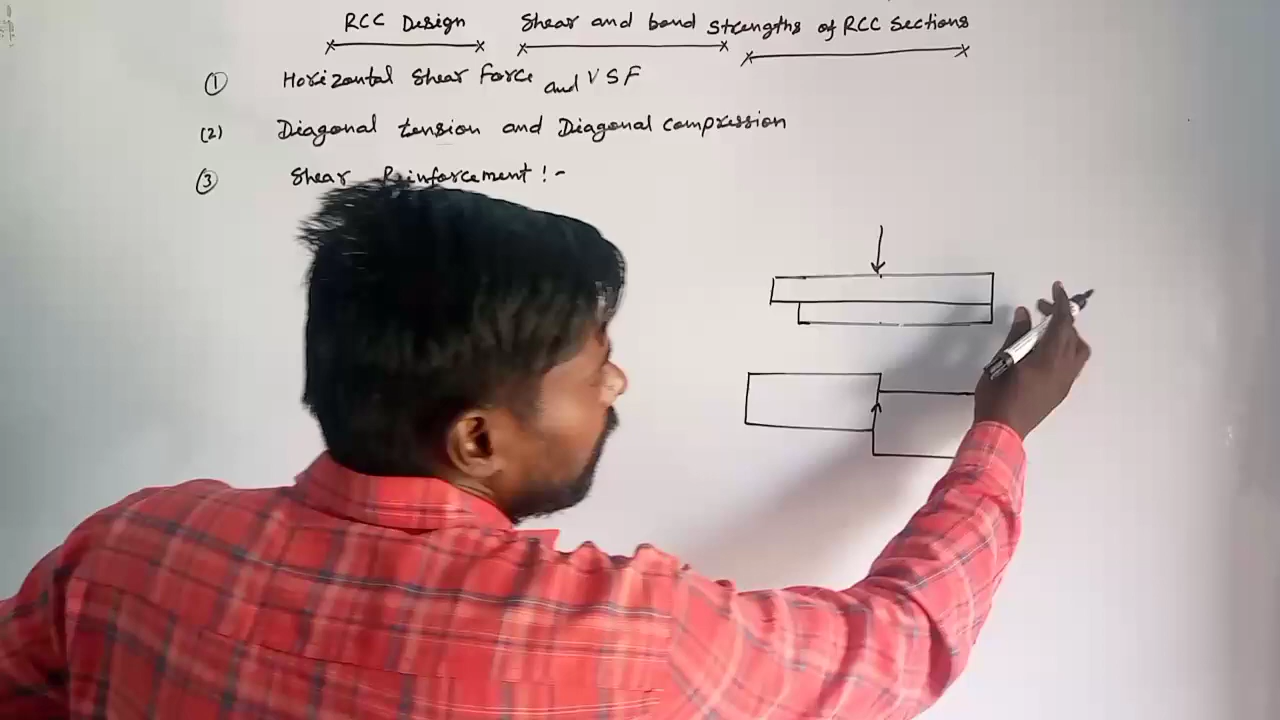 RCC Design Shear and bond strengths of RCC Sections
① Horizontal Shear Force and V S F
(2) Diagonal tension and Diagonal compression
③ Shear Reinforcement ! -